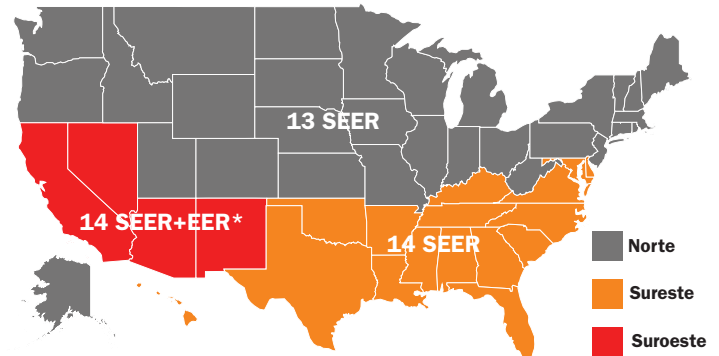 13 SEER
14 SEER+EER*
14 SEER
Norte
Sureste
Suroeste